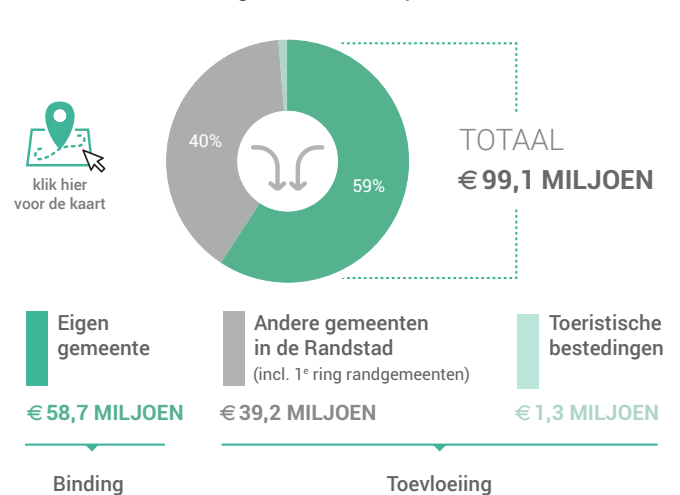 40%
59%
klik hier
voor de kaart
TOTAAL
€ 99,1 MILJOEN
Eigen
gemeente
€ 58,7 MILJOEN
Andere gemeenten
in de Randstad
(incl. 1e ring randgemeenten)
€ 39,2 MILJOEN
Toeristische
bestedingen
€ 1,3 MILJOEN
Binding
Toevloeiing